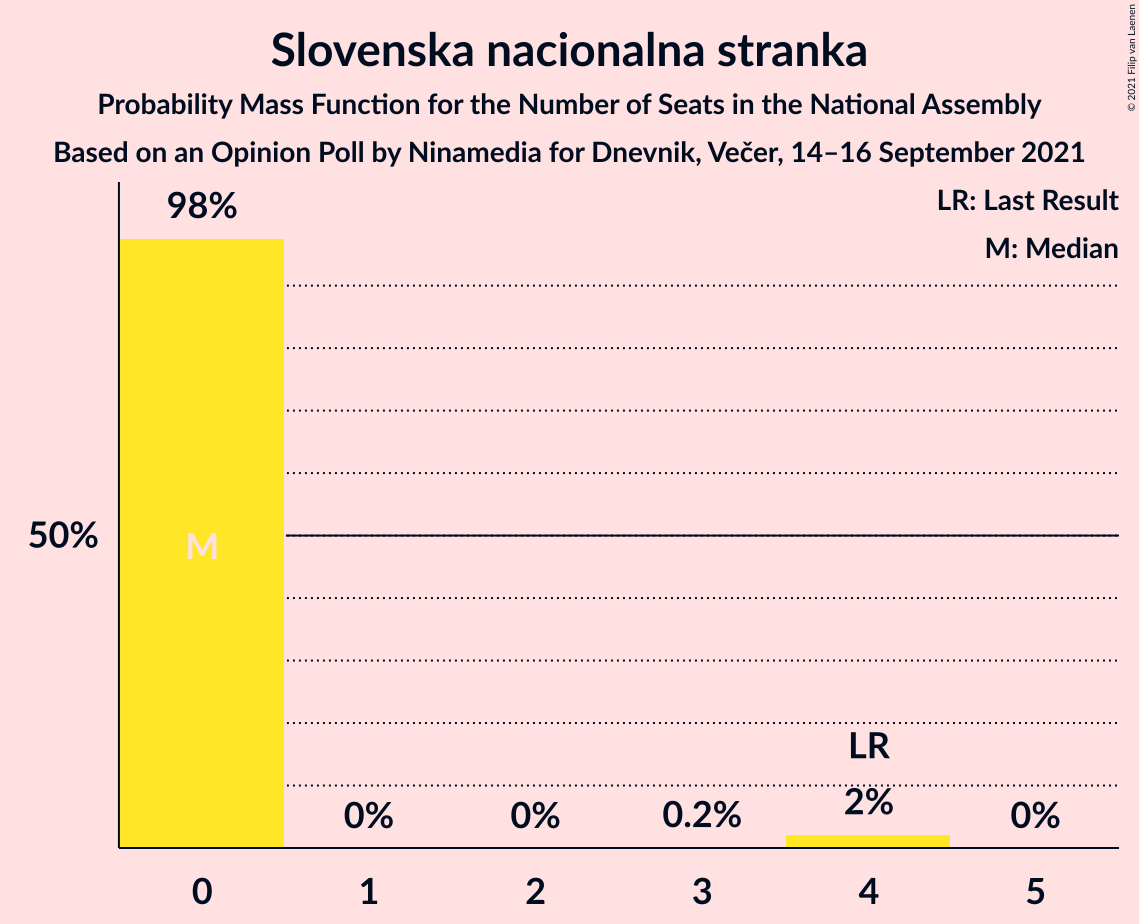 Slovenska nacionalna stranka
Probability Mass Function for the Number of Seats in the National Assembly
Based on an Opinion Poll by Ninamedia for Dnevnik, Večer, 14–16 September 2021
© 2021 Filip van Laenen
LR: Last Result
M: Median
98%
50%
M
LR
0% 0% 0.2% 2% 0%
0 1 2 3 4 5